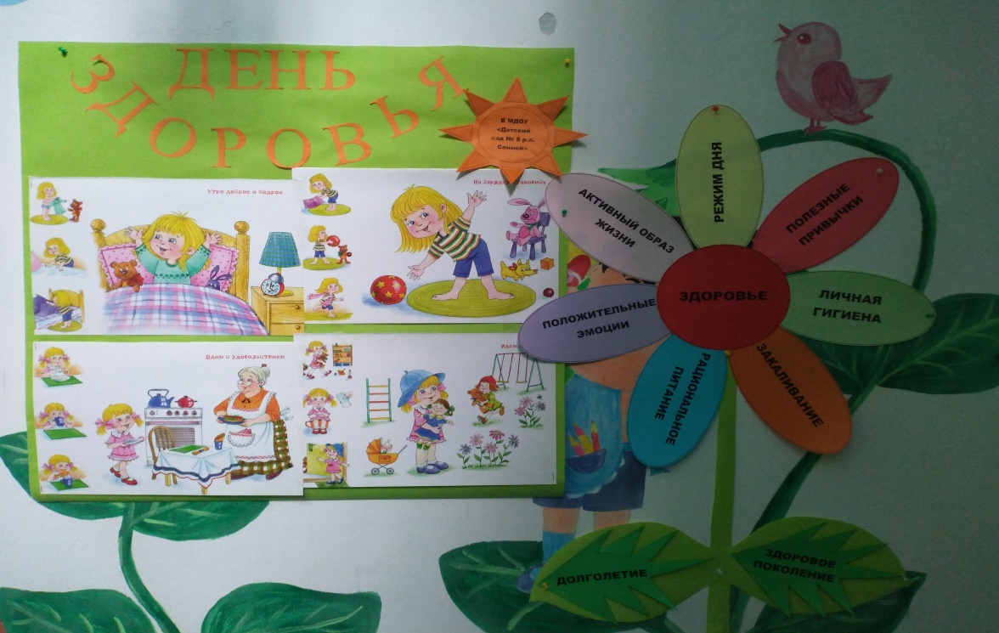 ДЕНЬ
ЗДОРОВЬЯ
В МДОУ
«Детский
сад № 8 р.п.
Сенной»
Утро доброе и бодрое
На зарядку становись
Едим с удовольствием
Идем
РЕЖИМ ДНЯ
ПОЛЕЗНЫЕ
ПРИВЫЧКИ
ЛИЧНАЯ
ГИГИЕНА
ЗАКАЛИВАНИЕ
РАЦИОНАЛЬНОЕ
ПИТАНИЕ
ПОЛОЖИТЕЛЬНЫЕ
ЭМОЦИИ
АКТИВНЫЙ ОБРАЗ
ЖИЗНИ
ЗДОРОВЬЕ
ДОЛГОЛЕТИЕ
ЗДОРОВОЕ
ПОКОЛЕНИЕ